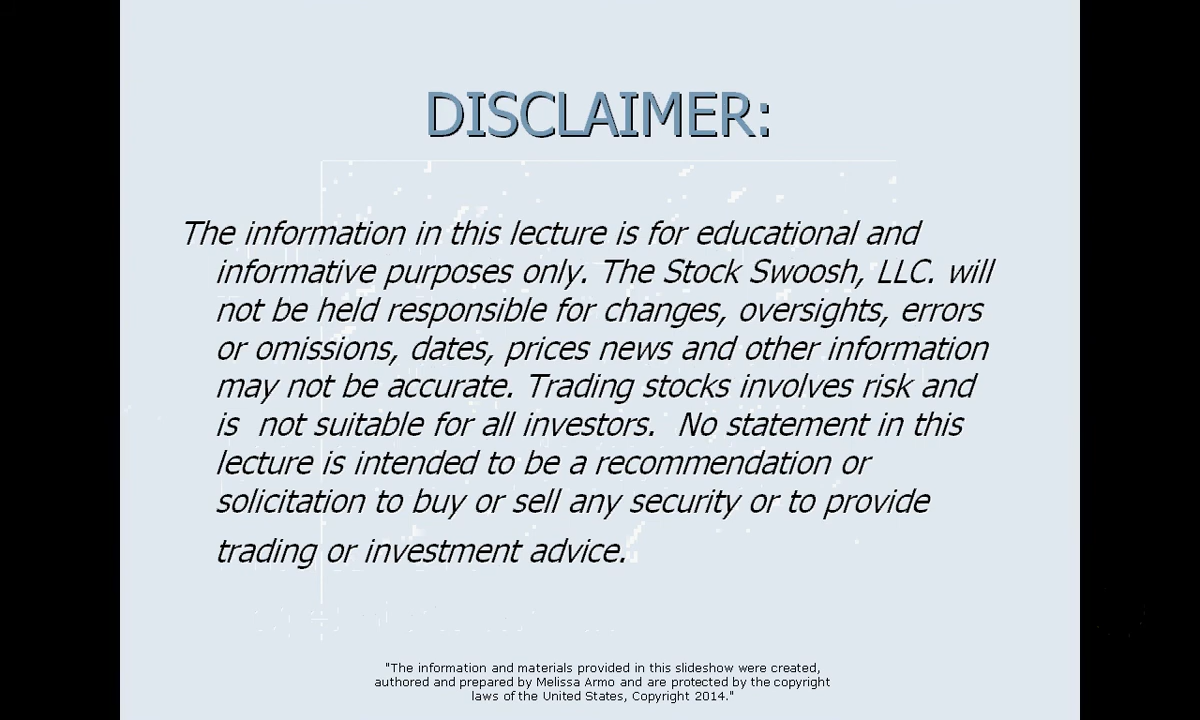 DISCLAIMER:
The information in this lecture is for educational and
informative purposes only. The Stock Swoosh, LLC. will
not be held responsible for changes, oversights, errors
or omissions, dates, prices news and other information
may not be accurate. Trading stocks involves risk and
is  not suitable for all investors.  No statement in this
lecture is intended to be a recommendation or
solicitation to buy or sell any security or to provide
trading or investment advice.
"The information and materials provided in this slideshow were created,
authored and prepared by Melissa Armo and are protected by the copyright
laws of the United States, Copyright 2014."